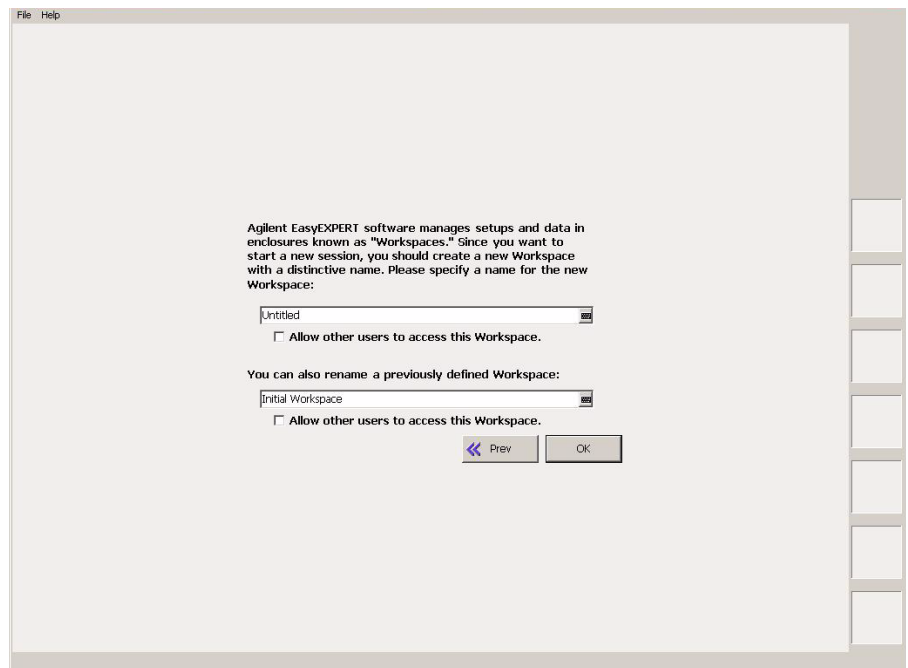 File Help
Agilent EasyEXPERT software manages setups and data in
enclosures known as "Workspaces." Since you want to
start a new session, you should create a new Workspace
with a distinctive name. Please specify a name for the new
Workspace:
Untitled
Allow other users to access this Workspace.
You can also rename a previously defined Workspace:
Initial Workspace
Allow other users to access this Workspace.
Prev OK